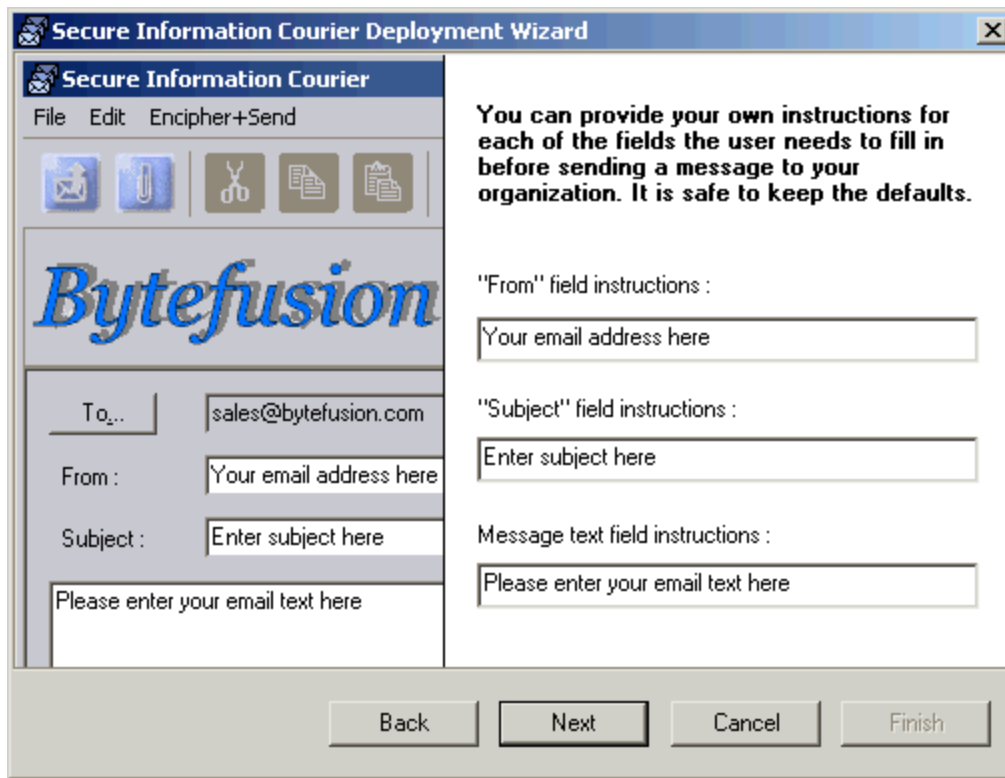 Secure Information Courier Deployment Wizard
Secure Information Courier
File Edit Encipher+Send
Bytefusion
To...
sales@bytefusion.com
From :
Your email address here
Subject :
Enter subject here
Please enter your email text here
You can provide your own instructions for
each of the fields the user needs to fill in
before sending a message to your
organization. It is safe to keep the defaults.
"From" field instructions :
Your email address here
"Subject" field instructions :
Enter subject here
Message text field instructions :
Please enter your email text here
Back Next Cancel Finish